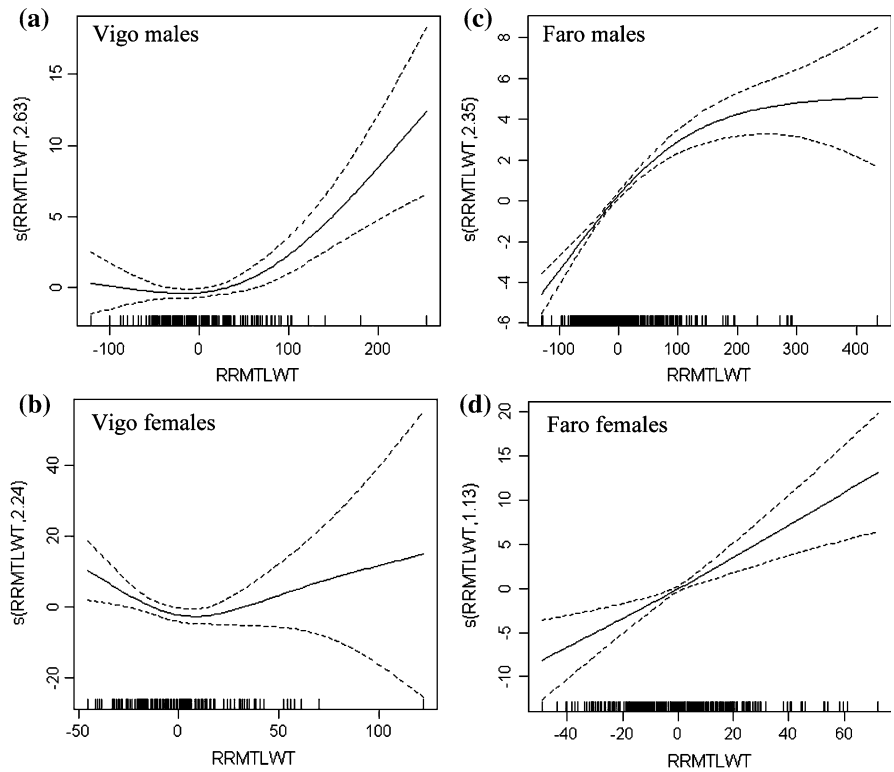 (a)
Vigo males
s(RRMTLWT,2.63)
15
10
5
0
-100
0
100
200
RRMTLWT
(c)
Faro males
s(RRMTLWT,2.35)
8
6
4
2
0
-2
-4
-6
-100
0
100
200
300
400
RRMTLWT
(b)
Vigo females
s(RRMTLWT,2.24)
40
20
0
-20
-50
0
50
100
RRMTLWT
(d)
Faro females
s(RRMTLWT,1.13)
20
15
10
5
0
-5
-10
-40
-20
0
20
40
60
RRMTLWT